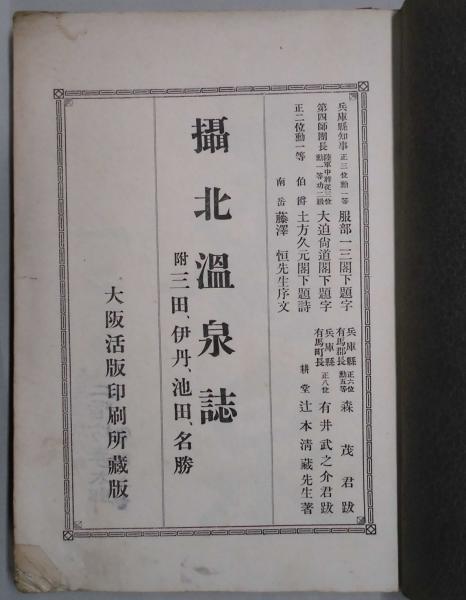 兵庫縣知事 正三位勳一等 服部一三閣下題字
第四師團長 陸軍中將從三位勳一等功二級 大迫尙道閣下題字
正二位勳一等 伯爵 土方久元閣下題詩
南岳 藤澤恒先生序文
兵庫縣有馬郡長 正六位勳五等 森茂君跋
兵庫縣有馬町長 正八位 有井武之介君跋
耕堂 辻本淸藏先生著
攝北溫泉誌
附三田、伊丹、池田、名勝
大阪活版印刷所藏版